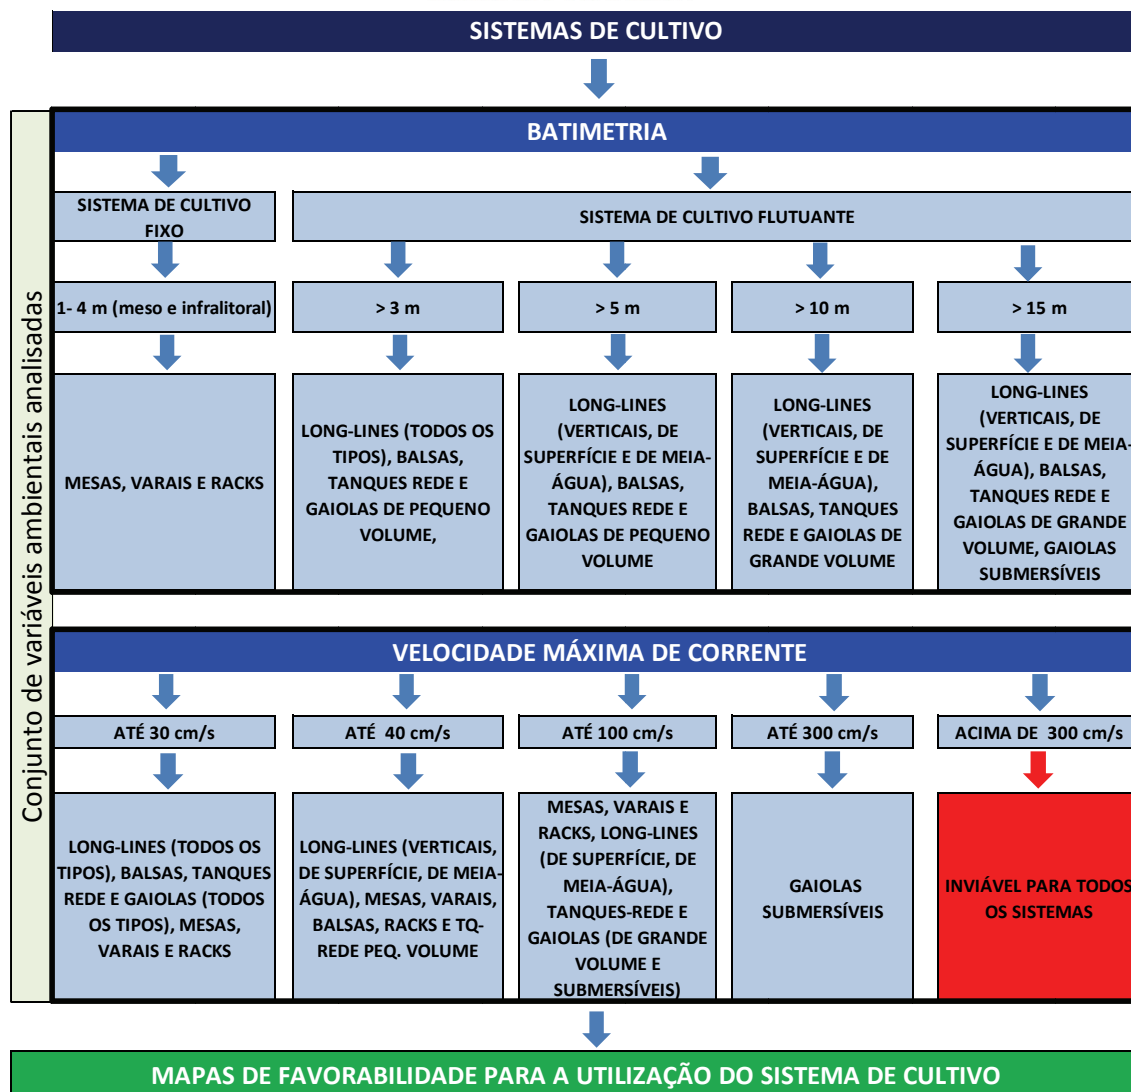 SISTEMAS DE CULTIVO
Conjunto de variáveis ambientais analisadas
BATIMETRIA
SISTEMA DE CULTIVO
FIXO
SISTEMA DE CULTIVO FLUTUANTE
1- 4 m (meso e infralitoral)
> 3 m
> 5 m
> 10 m
> 15 m
MESAS, VARAIS E RACKS
LONG-LINES (TODOS OS
TIPOS), BALSAS,
TANQUES REDE E
GAIOLAS DE PEQUENO
VOLUME,
LONG-LINES
(VERTICAIS, DE
SUPERFÍCIE E DE MEIA-
ÁGUA), BALSAS,
TANQUES REDE E
GAIOLAS DE PEQUENO
VOLUME
LONG-LINES
(VERTICAIS, DE
SUPERFÍCIE E DE
MEIA-ÁGUA),
BALSAS, TANQUES
REDE E GAIOLAS DE
GRANDE VOLUME
LONG-LINES
(VERTICAIS, DE
SUPERFÍCIE E DE MEIA-
ÁGUA), BALSAS,
TANQUES REDE E
GAIOLAS DE GRANDE
VOLUME, GAIOLAS
SUBMERSÍVEIS
VELOCIDADE MÁXIMA DE CORRENTE
ATÉ 30 cm/s
ATÉ 40 cm/s
ATÉ 100 cm/s
ATÉ 300 cm/s
ACIMA DE 300 cm/s
LONG-LINES (TODOS OS
TIPOS), BALSAS, TANQUES
REDE E GAIOLAS (TODOS
OS TIPOS), MESAS,
VARAIS E RACKS
LONG-LINES (VERTICAIS,
DE SUPERFÍCIE, DE MEIA-
ÁGUA), MESAS, VARAIS,
BALSAS, RACKS E TQ-
REDE PEQ. VOLUME
MESAS, VARAIS E
RACKS, LONG-LINES
(DE SUPERFÍCIE, DE
MEIA-ÁGUA),
TANQUES-REDE E
GAIOLAS (DE GRANDE
VOLUME E
SUBMERSÍVEIS)
GAIOLAS
SUBMERSÍVEIS
INVIÁVEL PARA TODOS
OS SISTEMAS
MAPAS DE FAVORABILIDADE PARA A UTILIZAÇÃO DO SISTEMA DE CULTIVO